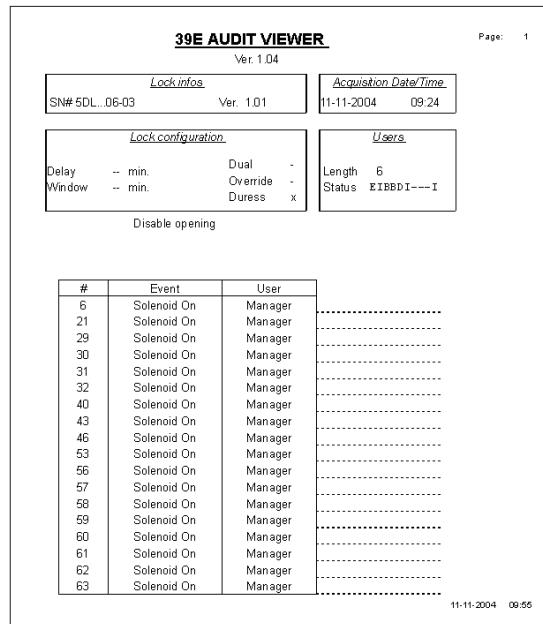 39E AUDIT VIEWER
Page: 1
Ver. 1.04
Lock infos
SN# 5DL...06-03 Ver. 1.01
Acquisition Date/Time
11-11-2004 09:24
Lock configuration
Delay -- min.
Window -- min.
Dual -
Override -
Duress x
Users
Length 6
Status EIBBDI---I
Disable opening
# Event User
6 Solenoid On Manager
21 Solenoid On Manager
29 Solenoid On Manager
30 Solenoid On Manager
31 Solenoid On Manager
32 Solenoid On Manager
40 Solenoid On Manager
43 Solenoid On Manager
46 Solenoid On Manager
53 Solenoid On Manager
56 Solenoid On Manager
57 Solenoid On Manager
58 Solenoid On Manager
59 Solenoid On Manager
60 Solenoid On Manager
61 Solenoid On Manager
62 Solenoid On Manager
63 Solenoid On Manager
11-11-2004 09:55